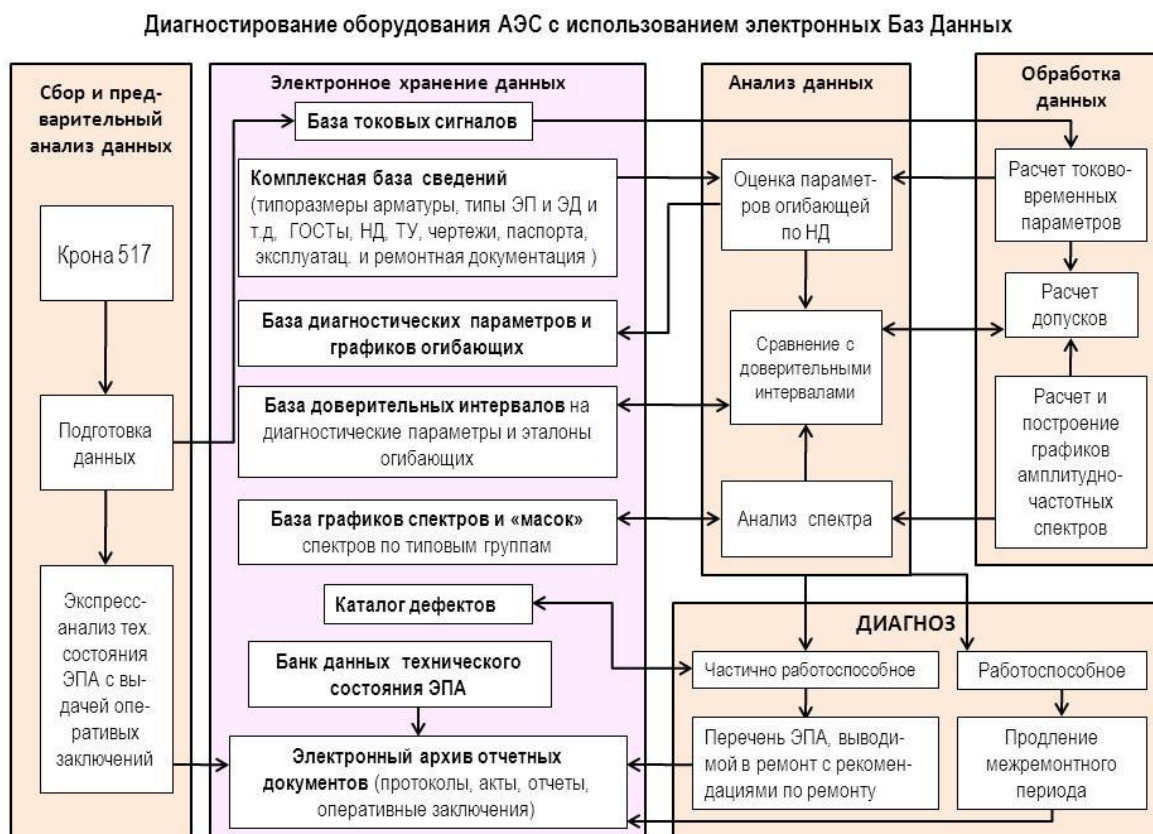 Диагностирование оборудования АЭС с использованием электронных Баз Данных
Сбор и пред-
варительный
анализ данных
Крона 517
Подготовка
данных
Экспресс-
анализ тех.
состояния
ЭПА с вы-
дачей опе-
ративых
заключений
Электронное хранение данных
База токовых сигналов
Комплексная база сведений
(типоразмеры арматуры, типы ЭП и ЭД и
т.д, ГОСТы, НД, ТУ, чертежи, паспорта,
эксплуатац. и ремонтная документация )
База диагностических параметров и
графиков огибающих
База доверительных интервалов на
диагностические параметры и эталоны
огибающих
База графиков спектров и «масок»
спектров по типовым группам
Каталог дефектов
Банк данных технического
состояния ЭПА
Электронный архив отчетных
документов (протоколы, акты, отчеты,
оперативные заключения)
Анализ данных
Оценка парамет-
ров огибающей
по НД
Сравнение с
доверительными
интервалами
Анализ спектра
Обработка
данных
Расчет токово-
временных
параметров
Расчет
допусков
Расчет и
построение
графиков
амплитудно-
частотных
спектров
ДИАГНОЗ
Частично работоспособное
Перечень ЭПА, выводи-
мой в ремонт с рекомен-
дациями по ремонту
Работоспособное
Продление
межремонтного
периода